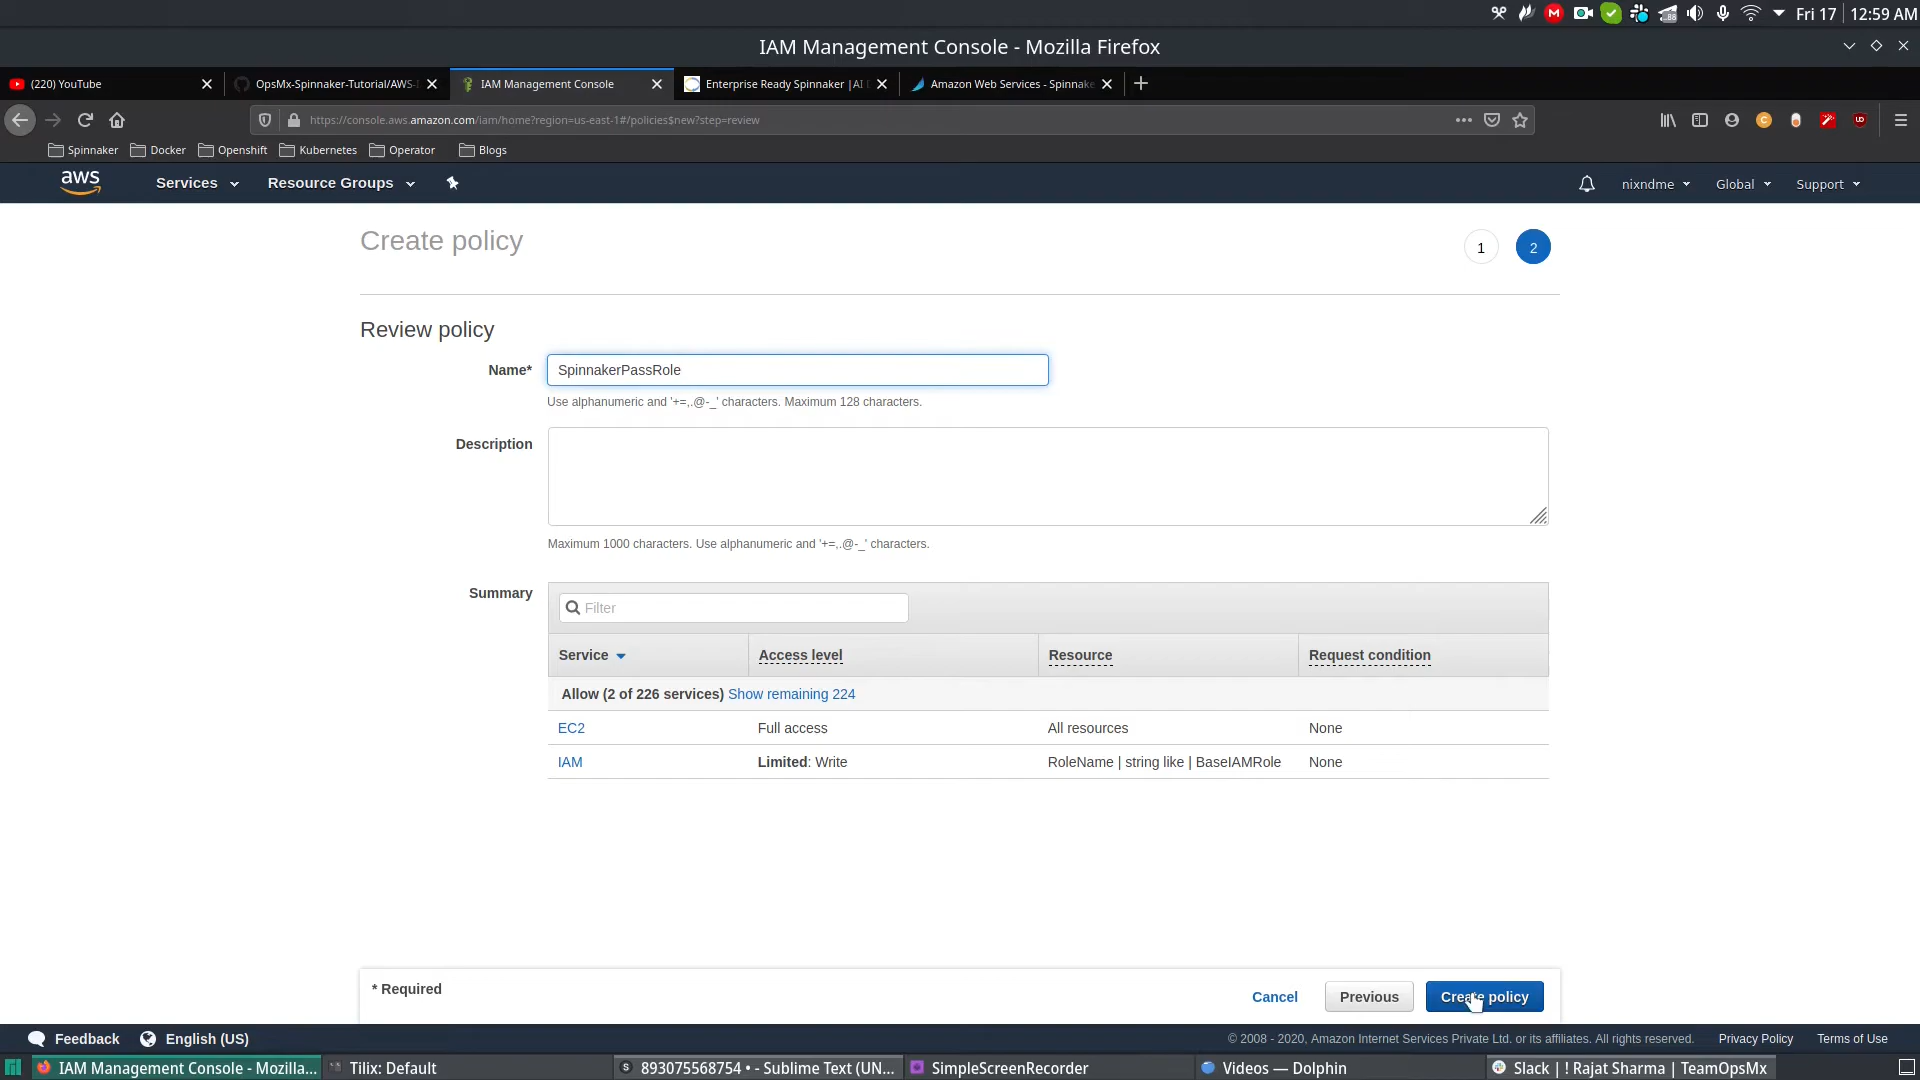 Fri 17
12:59 AM
IAM Management Console - Mozilla Firefox
(220) YouTube
OpsMx-Spinnaker-Tutorial/AWS-
IAM Management Console
Enterprise Ready Spinnaker |AI
Amazon Web Services - Spinnake
https://console.aws.amazon.com/iam/home?region=us-east-1#/policies$new?step=review
Spinnaker
Docker
Openshift
Kubernetes
Operator
Blogs
aws
Services
Resource Groups
nixndme
Global
Support
Create policy
1
2
Review policy
Name*
SpinnakerPassRole
Use alphanumeric and '+=,.@-_' characters. Maximum 128 characters.
Description
Maximum 1000 characters. Use alphanumeric and '+=,.@-_' characters.
Summary
Filter
Service
Access level
Resource
Request condition
Allow (2 of 226 services) Show remaining 224
EC2
Full access
All resources
None
IAM
Limited: Write
RoleName | string like | BaseIAMRole
None
* Required
Cancel
Previous
Create policy
Feedback
English (US)
© 2008 - 2020, Amazon Internet Services Private Ltd. or its affiliates. All rights reserved.
Privacy Policy
Terms of Use
IAM Management Console - Mozilla...
Tilix: Default
893075568754 • - Sublime Text (UN...
SimpleScreenRecorder
Videos — Dolphin
Slack | ! Rajat Sharma | TeamOpsMx